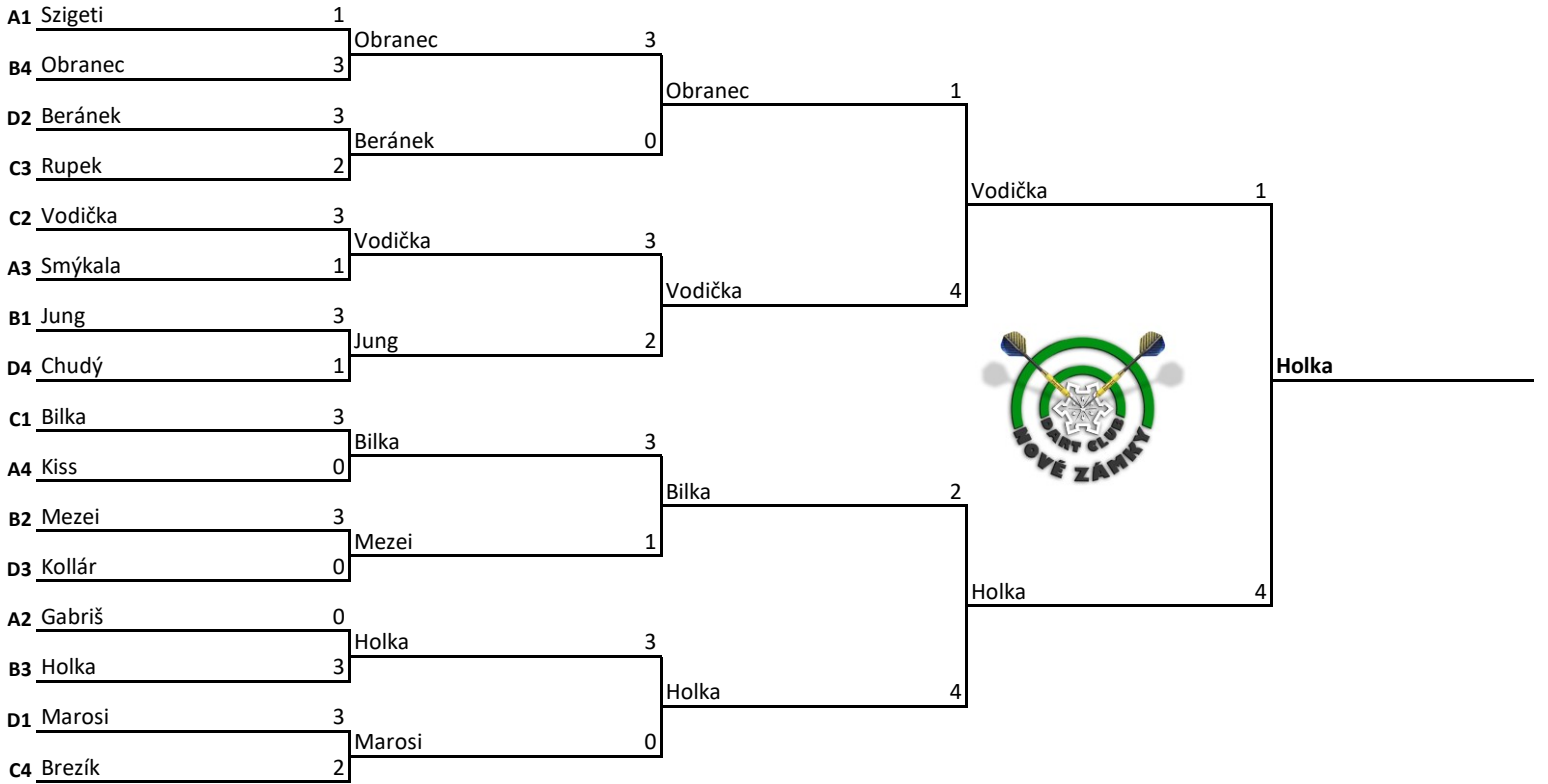 A1 Szigeti 1
Obranec 3
B4 Obranec 3
Obranec 1
D2 Beránek 3
Beránek 0
C3 Rupek 2
Vodička 1
C2 Vodička 3
Vodička 3
A3 Smýkala 1
Vodička 4
B1 Jung 3
Jung 2
D4 Chudý 1
Holka
C1 Bilka 3
Bilka 3
A4 Kiss 0
Bilka 2
B2 Mezei 3
Mezei 1
D3 Kollár 0
Holka 4
A2 Gabriš 0
Holka 3
B3 Holka 3
Holka 4
D1 Marosi 3
Marosi 0
C4 Brezík 2
DART CLUB
NOVÉ ZÁMKY